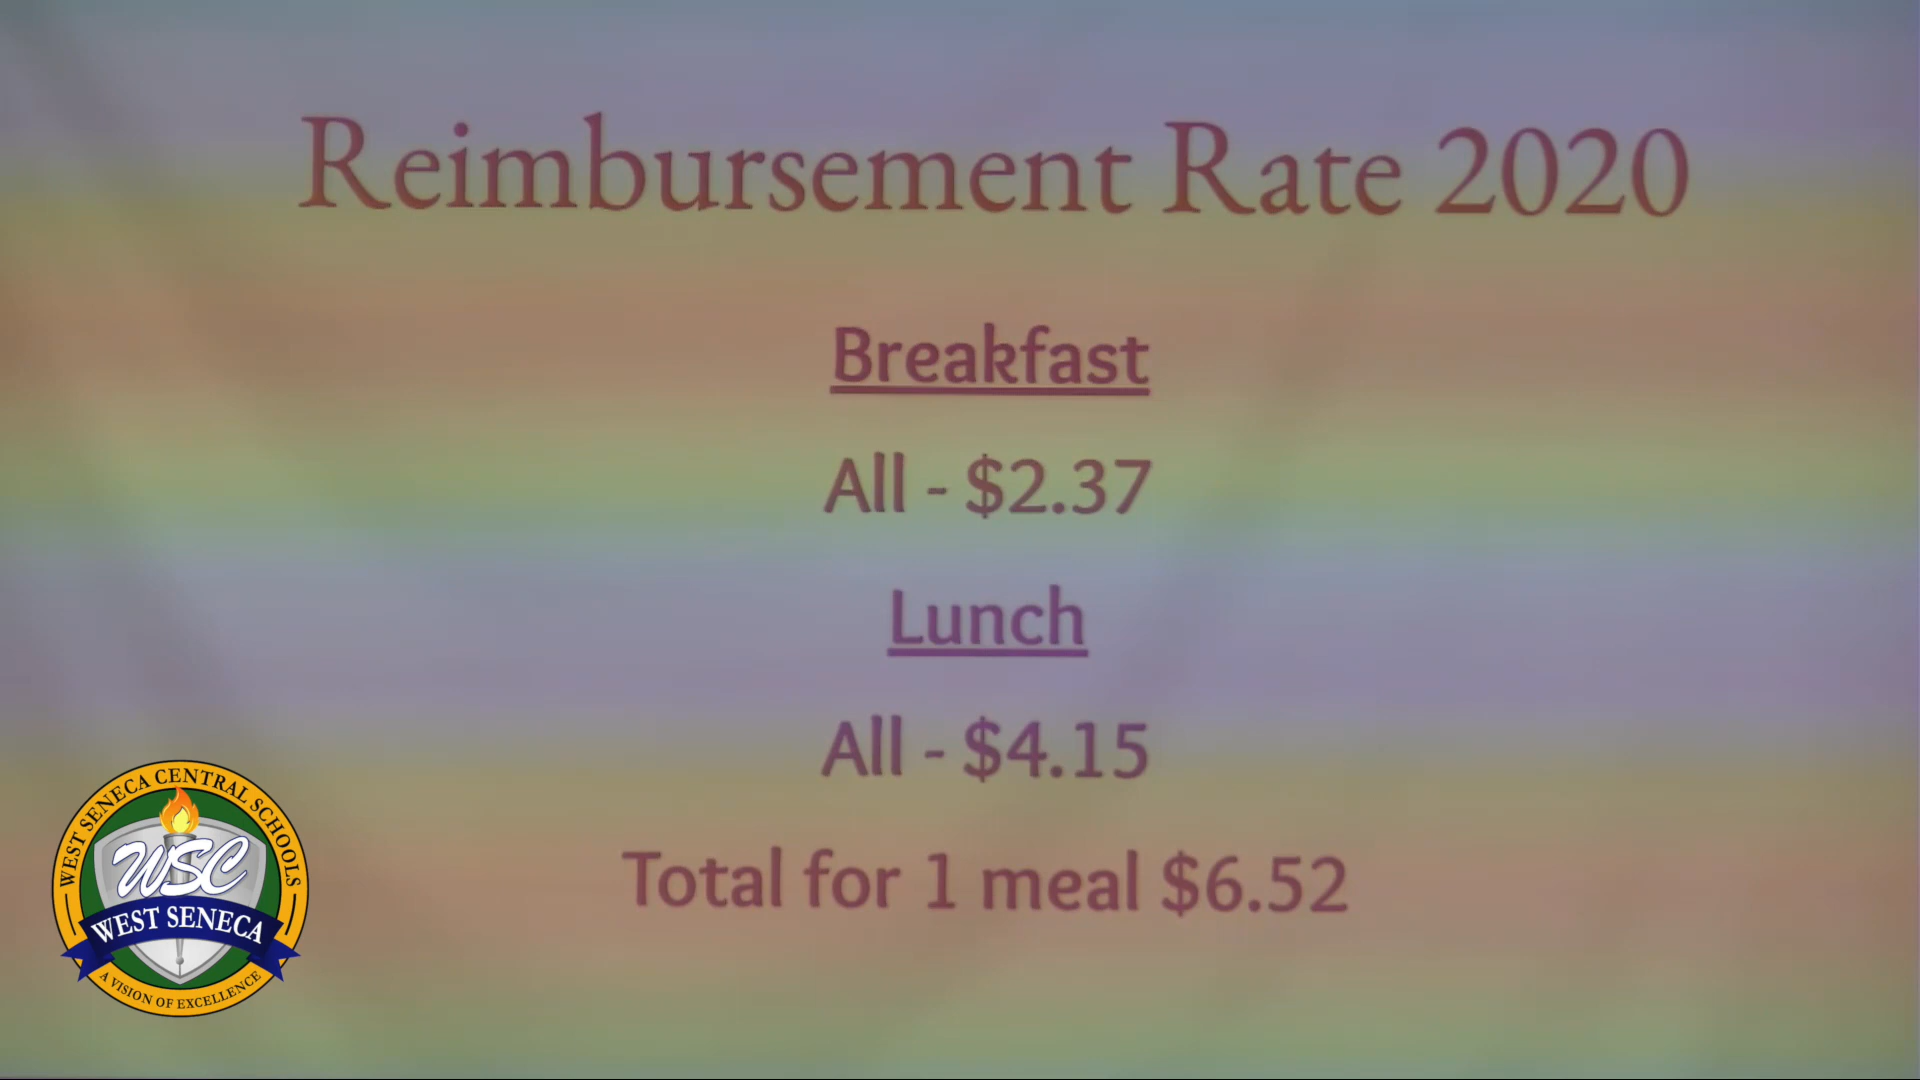 Reimbursement Rate 2020
Breakfast
All - $2.37
Lunch
All - $4.15
Total for 1 meal $6.52
WEST SENECA CENTRAL SCHOOLS
WSC
WEST SENECA
A VISION OF EXCELLENCE